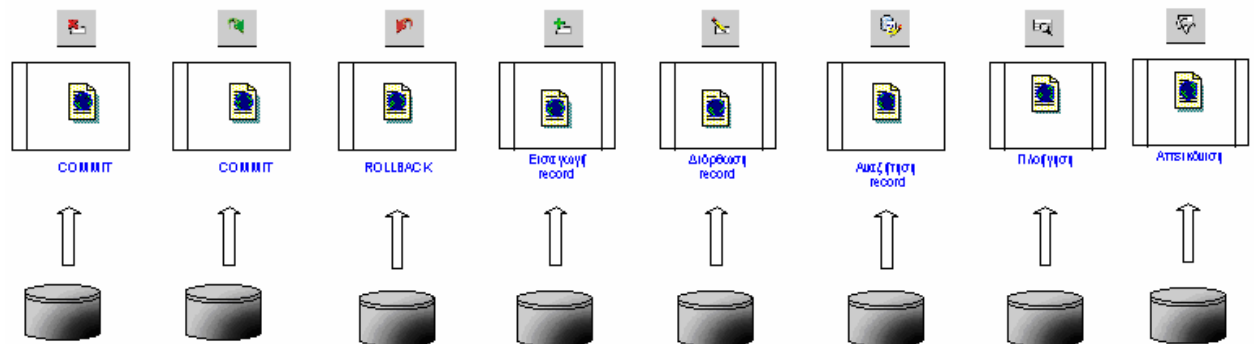 COMMIT
COMMIT
ROLLBACK
Εισαγωγή
record
Διόρθωση
record
Αναζήτηση
record
Πλοήγηση
Απεικόνιση